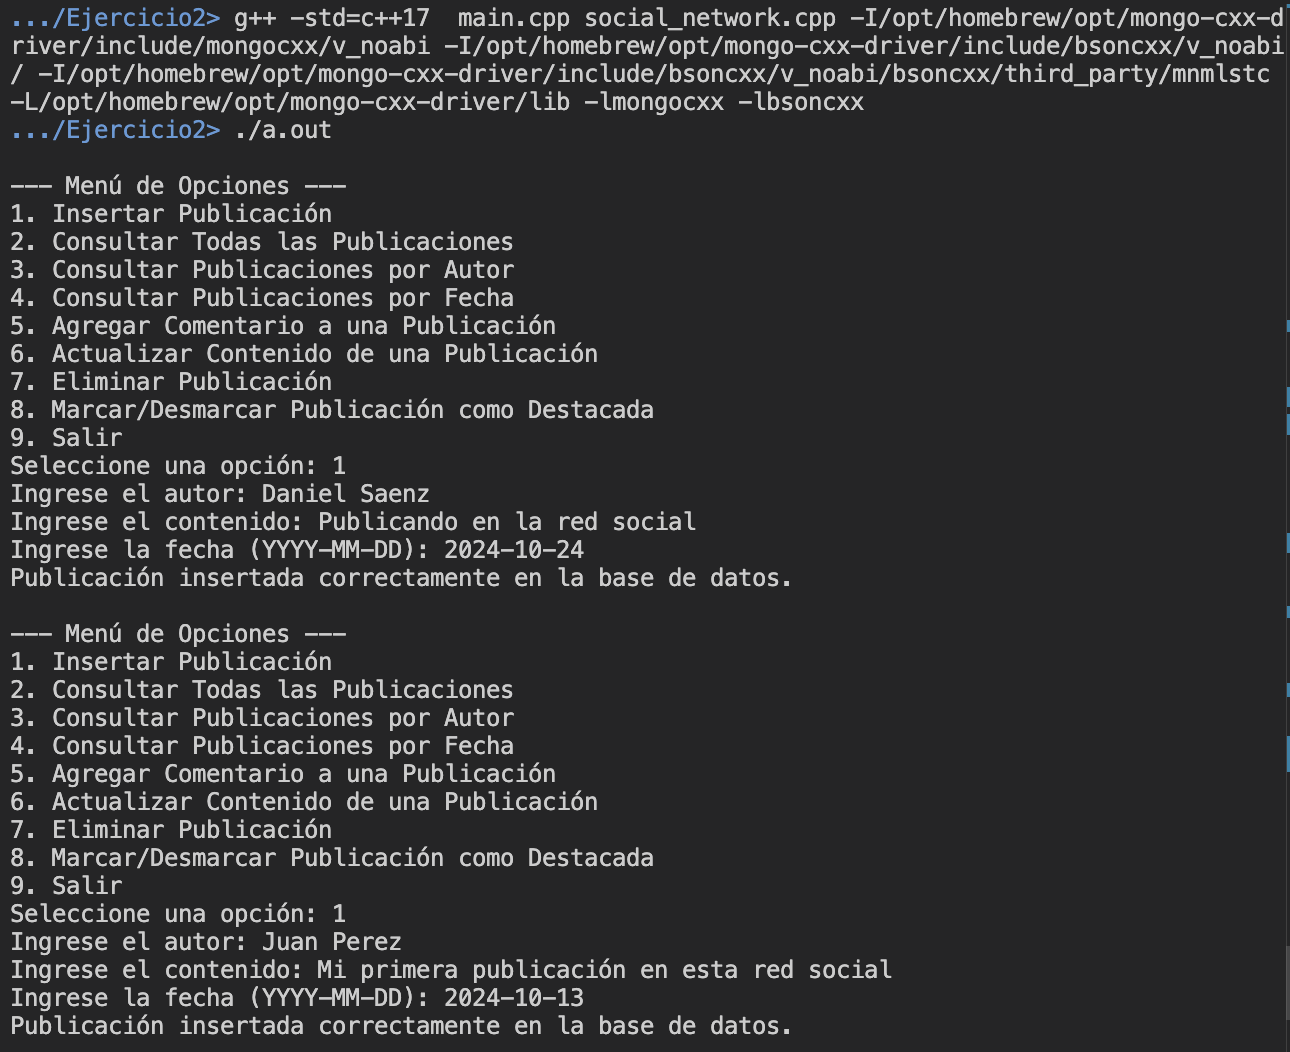 .../Ejercicio2> g++ -std=c++17  main.cpp social_network.cpp -I/opt/homebrew/opt/mongo-cxx-d
river/include/mongocxx/v_noabi -I/opt/homebrew/opt/mongo-cxx-driver/include/bsoncxx/v_noabi
/ -I/opt/homebrew/opt/mongo-cxx-driver/include/bsoncxx/v_noabi/bsoncxx/third_party/mnmlstc
-L/opt/homebrew/opt/mongo-cxx-driver/lib -lmongocxx -lbsoncxx
.../Ejercicio2> ./a.out
--- Menú de Opciones ---
1. Insertar Publicación
2. Consultar Todas las Publicaciones
3. Consultar Publicaciones por Autor
4. Consultar Publicaciones por Fecha
5. Agregar Comentario a una Publicación
6. Actualizar Contenido de una Publicación
7. Eliminar Publicación
8. Marcar/Desmarcar Publicación como Destacada
9. Salir
Seleccione una opción: 1
Ingrese el autor: Daniel Saenz
Ingrese el contenido: Publicando en la red social
Ingrese la fecha (YYYY-MM-DD): 2024-10-24
Publicación insertada correctamente en la base de datos.
--- Menú de Opciones ---
1. Insertar Publicación
2. Consultar Todas las Publicaciones
3. Consultar Publicaciones por Autor
4. Consultar Publicaciones por Fecha
5. Agregar Comentario a una Publicación
6. Actualizar Contenido de una Publicación
7. Eliminar Publicación
8. Marcar/Desmarcar Publicación como Destacada
9. Salir
Seleccione una opción: 1
Ingrese el autor: Juan Perez
Ingrese el contenido: Mi primera publicación en esta red social
Ingrese la fecha (YYYY-MM-DD): 2024-10-13
Publicación insertada correctamente en la base de datos.